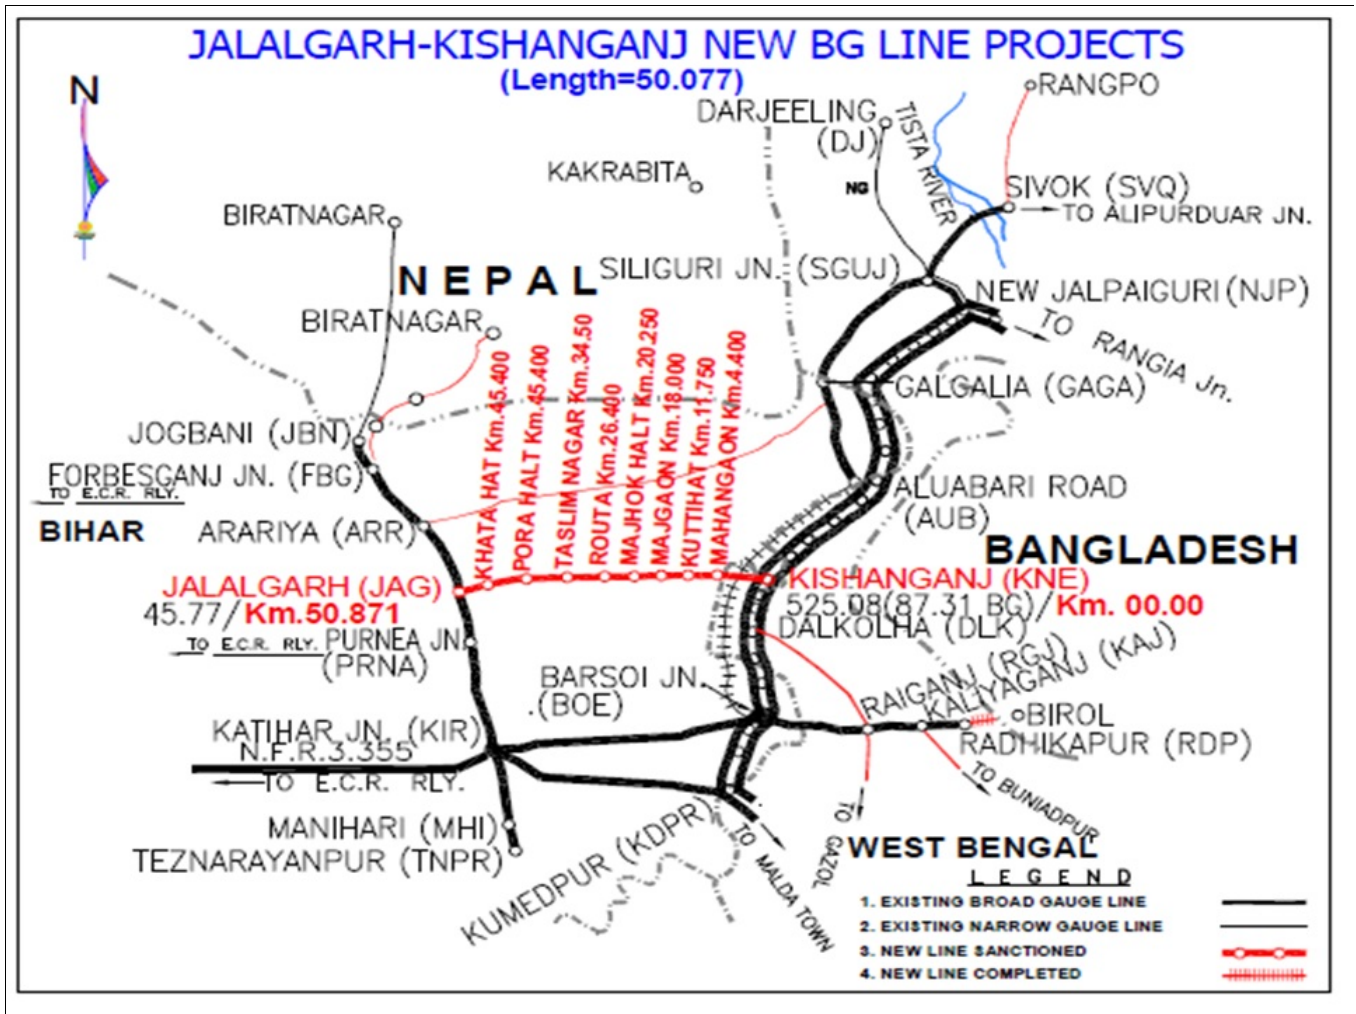 JALALGARH-KISHANGANJ NEW BG LINE PROJECTS
(Length=50.077)
N
RANGPO
DARJEELING
(DJ)
TISTA RIVER
KAKRABITA
NG
SIVOK (SVQ)
TO ALIPURDUAR JN.
BIRATNAGAR
NEPAL
SILIGURI JN. (SGUJ)
NEW JALPAIGURI (NJP)
BIRATNAGAR
TO RANGIA Jn.
KHATA HAT Km.45.400
PORA HALT Km.45.400
TASLIM NAGAR Km.34.50
ROUTA Km.26.400
MAJHOK HALT Km.20.250
MAJGAON Km.18.000
KUTTIHAT Km.11.750
MAHANGAON Km.4.400
GALGALIA (GAGA)
JOGBANI (JBN)
FORBESGANJ JN. (FBG)
TO E.C.R. RLY.
BIHAR
ARARIYA (ARR)
ALUABARI ROAD
(AUB)
BANGLADESH
JALALGARH (JAG)
45.77/Km.50.871
KISHANGANJ (KNE)
525.08(87.31 BG)/Km. 00.00
TO E.C.R. RLY.
PURNEA JN.
(PRNA)
DALKOLHA (DLK)
BARSOI JN.
.(BOE)
RAIGANJ (RGJ)
KALIYAGANJ (KAJ)
BIROL
RADHIKAPUR (RDP)
KATIHAR JN. (KIR)
N.F.R.3.355
TO E.C.R. RLY.
TO BUNIADPUR
TO GAZOL
MANIHARI (MHI)
TEZNARAYANPUR (TNPR)
KUMEDPUR (KDPR)
TO MALDA TOWN
WEST BENGAL
LEGEND
1. EXISTING BROAD GAUGE LINE
2. EXISTING NARROW GAUGE LINE
3. NEW LINE SANCTIONED
4. NEW LINE COMPLETED